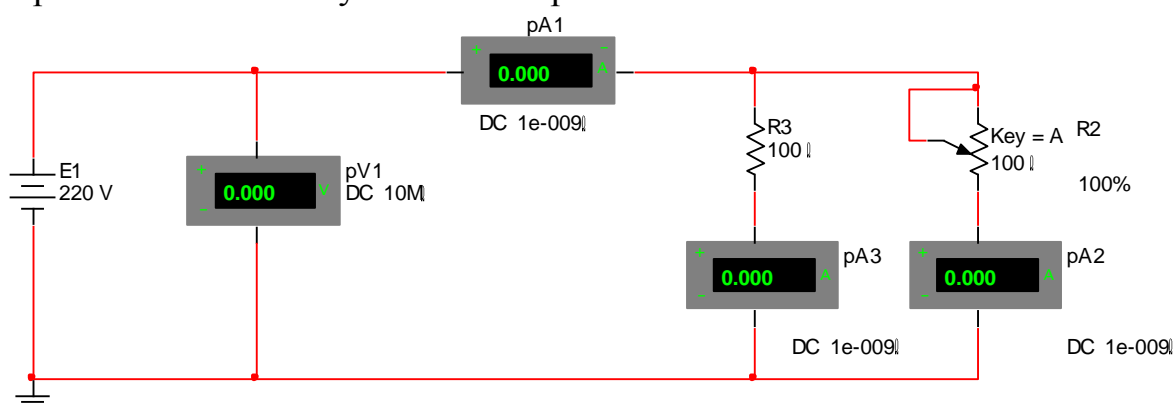 pA1
+ −
0.000 A
DC 1e-009
E1
220 V
+
0.000 V
−
pV1
DC 10M
R3
100
Key = A
100
R2
100%
+
0.000 A
−
pA3
DC 1e-009
+
0.000 A
−
pA2
DC 1e-009